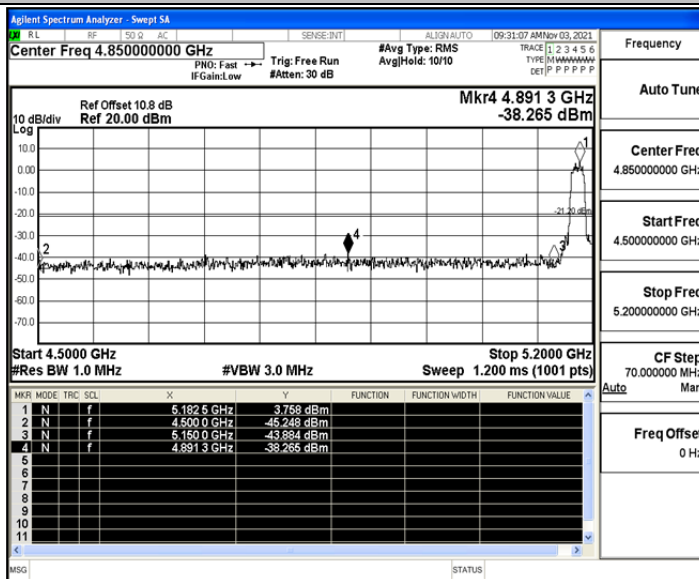 Agilent Spectrum Analyzer - Swept SA
LXI RL RF 50 Ω AC SENSE:INT ALIGN AUTO 09:31:07 AM Nov 03, 2021
Center Freq 4.850000000 GHz #Avg Type: RMS TRACE 1 2 3 4 5 6
PNO: Fast Trig: Free Run Avg|Hold: 10/10 TYPE M W W W W W
IFGain:Low #Atten: 30 dB DET P P P P P P
Frequency
Auto Tune
Center Freq
4.850000000 GHz
Start Freq
4.500000000 GHz
Stop Freq
5.200000000 GHz
CF Step
70.000000 MHz
Auto Man
Freq Offset
0 Hz
Ref Offset 10.8 dB Mkr4 4.891 3 GHz
10 dB/div Ref 20.00 dBm -38.265 dBm
Log
10.0
0.00
-10.0
-20.0
-30.0
-40.0
-50.0
-60.0
-70.0
1
-21.20 dBm
4
2
3
Start 4.5000 GHz Stop 5.2000 GHz
#Res BW 1.0 MHz #VBW 3.0 MHz Sweep 1.200 ms (1001 pts)
MKR MODE TRC SCL X Y FUNCTION FUNCTION WIDTH FUNCTION VALUE
1 N f 5.182 5 GHz 3.758 dBm
2 N f 4.500 0 GHz -45.248 dBm
3 N f 5.150 0 GHz -43.884 dBm
4 N f 4.891 3 GHz -38.265 dBm
5
6
7
8
9
10
11
MSG STATUS